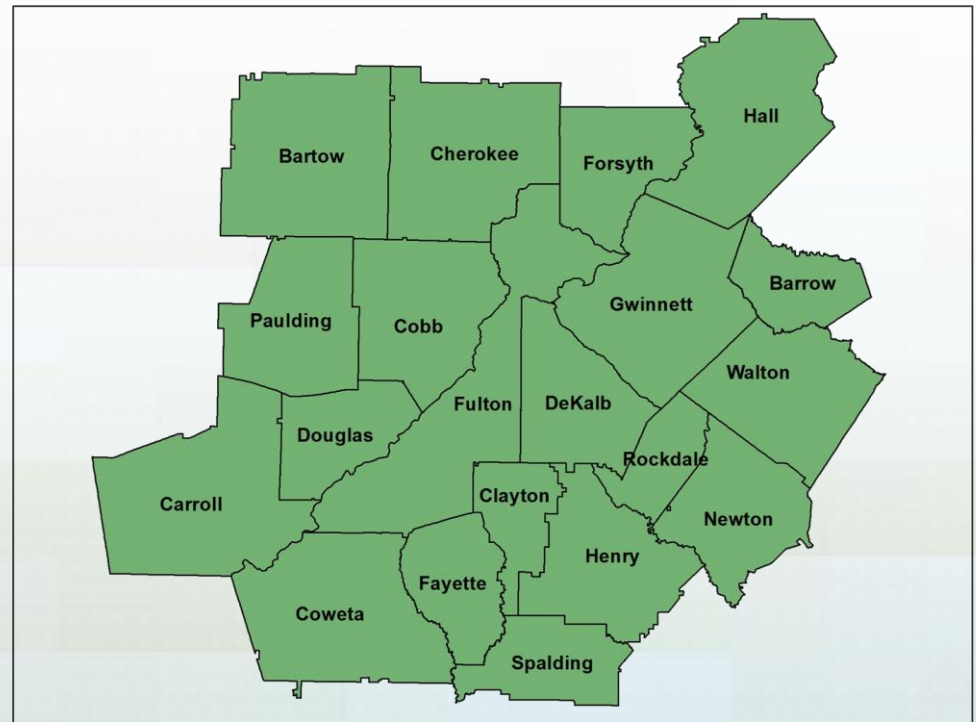 Hall
Bartow
Cherokee
Forsyth
Barrow
Gwinnett
Paulding
Cobb
Walton
Fulton
DeKalb
Douglas
Rockdale
Carroll
Clayton
Newton
Henry
Fayette
Coweta
Spalding